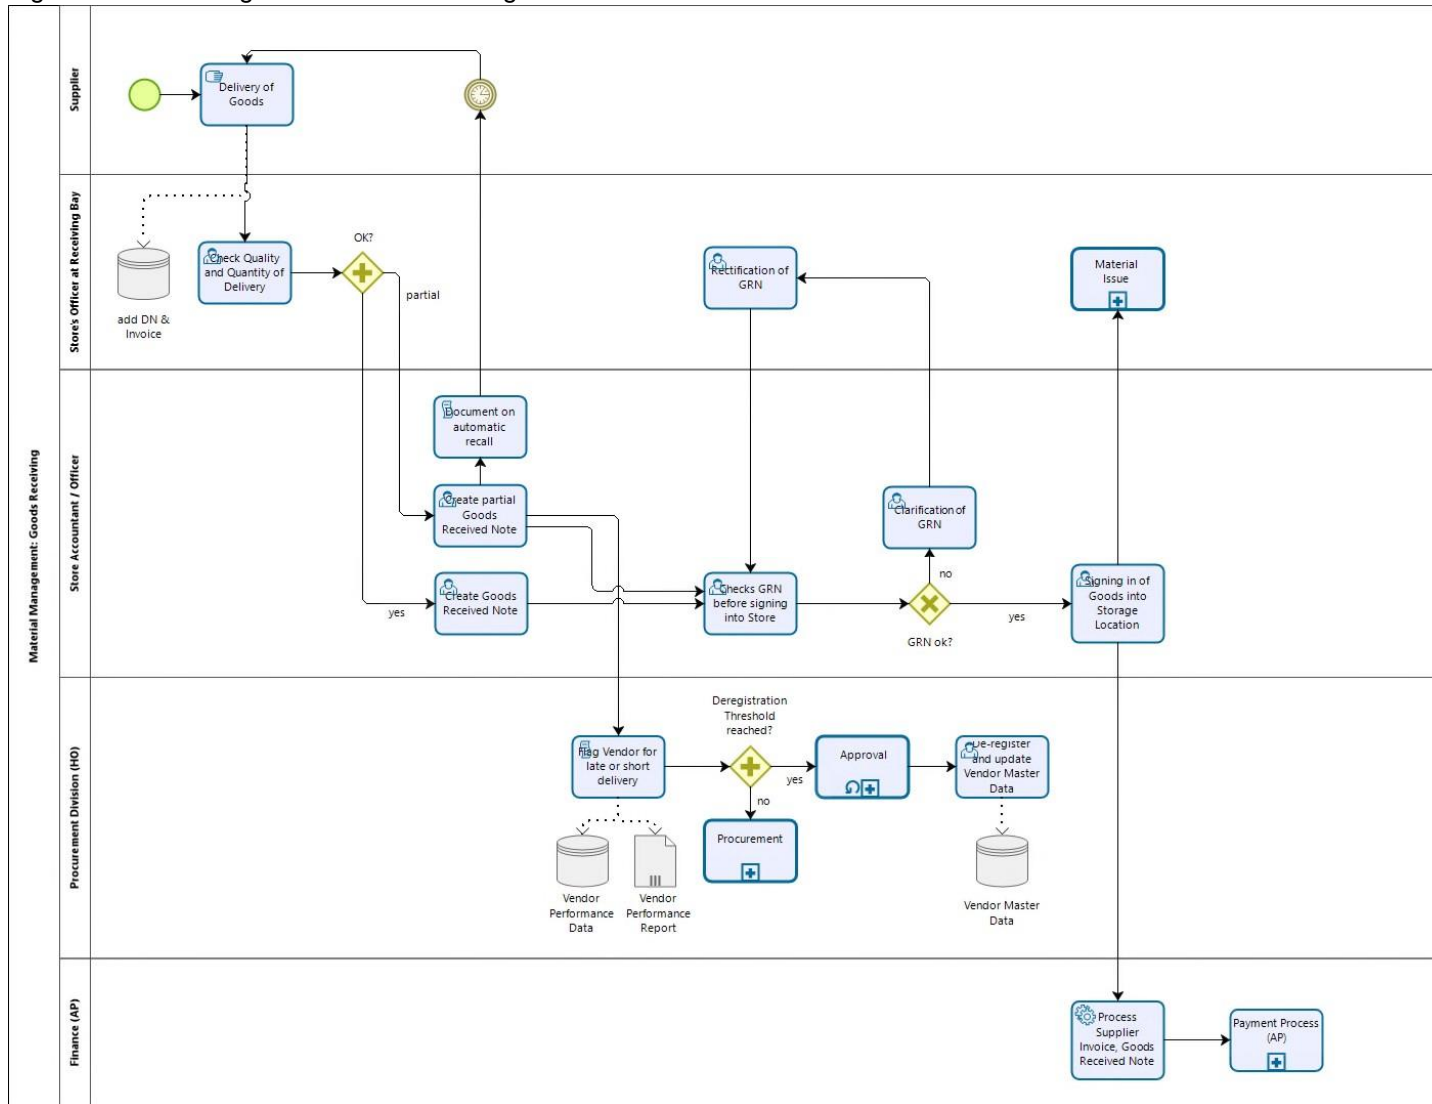 Material Management: Goods Receiving
Supplier
Delivery of
Goods
Store's Officer at Receiving Bay
add DN &
Invoice
Check Quality
and Quantity of
Delivery
OK?
partial
yes
Rectification of
GRN
Material
Issue
Store Accountant / Officer
Document on
automatic
recall
Create partial
Goods
Received Note
Create Goods
Received Note
Checks GRN
before signing
into Store
Clarification of
GRN
no
GRN ok?
yes
Signing in of
Goods into
Storage
Location
Procurement Division (HO)
Flag Vendor for
late or short
delivery
Vendor
Performance
Data
Vendor
Performance
Report
Deregistration
Threshold
reached?
yes
no
Procurement
Approval
De-register
and update
Vendor Master
Data
Vendor Master
Data
Finance (AP)
Process
Supplier
Invoice, Goods
Received Note
Payment Process
(AP)